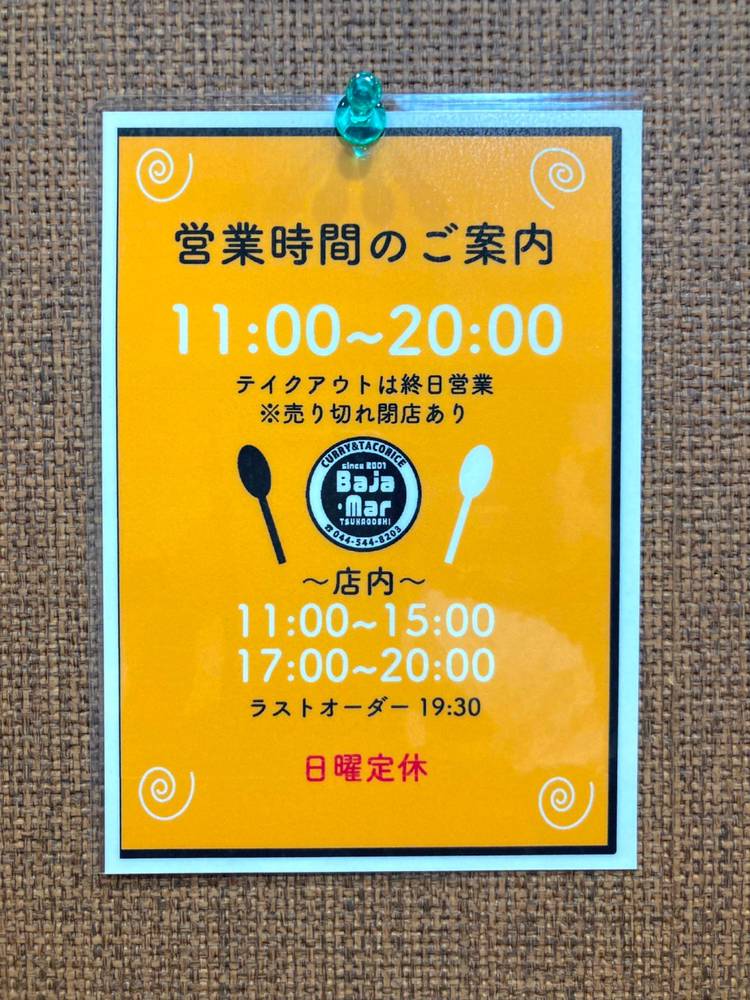 営業時間のご案内
11:00~20:00
テイクアウトは終日営業
※売り切れ閉店あり
CURRY&TACORICE
since 2001
Baja
・Mar
TSUKAGOSHI
☎044-544-8203
～店内～
11:00~15:00
17:00~20:00
ラストオーダー 19:30
日曜定休